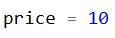 price = 10